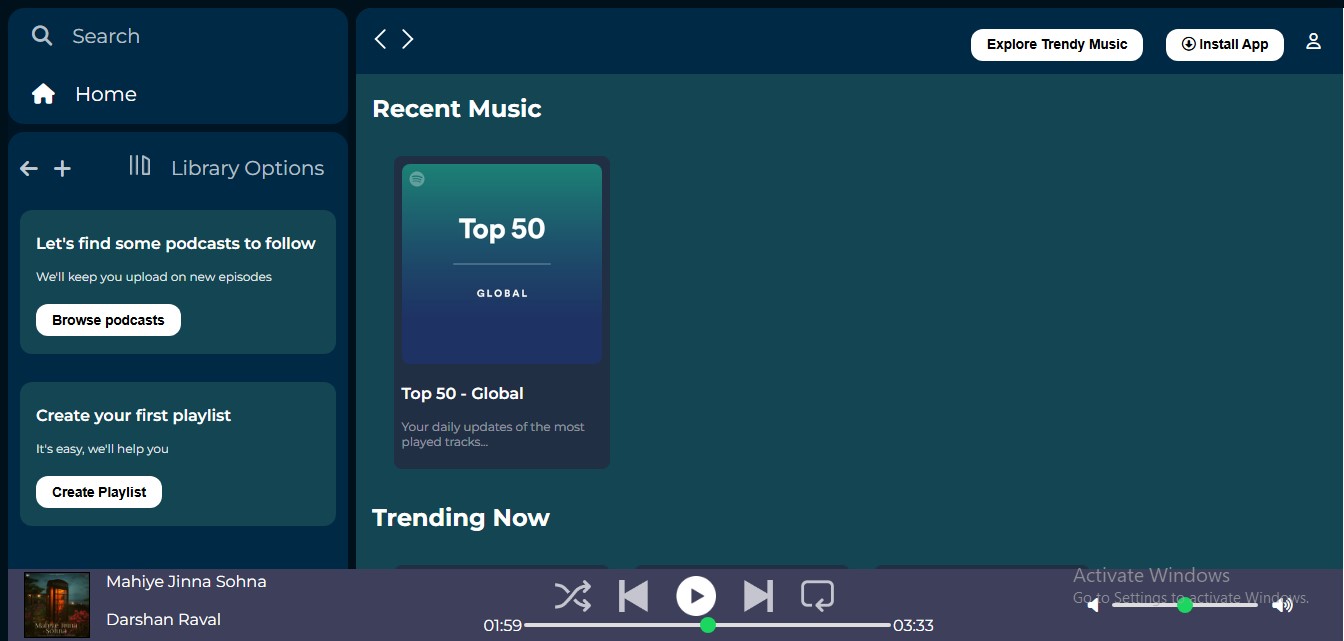 Search
Home
Library Options
Let's find some podcasts to follow
We'll keep you upload on new episodes
Browse podcasts
Create your first playlist
It's easy, we'll help you
Create Playlist
Explore Trendy Music
Install App
Recent Music
Top 50
GLOBAL
Top 50 - Global
Your daily updates of the most
played tracks...
Trending Now
Mahiye Jinna Sohna
Darshan Raval
Mahiye Jinna
Sohna
01:59
03:33
Activate Windows
Go to Settings to activate Windows.